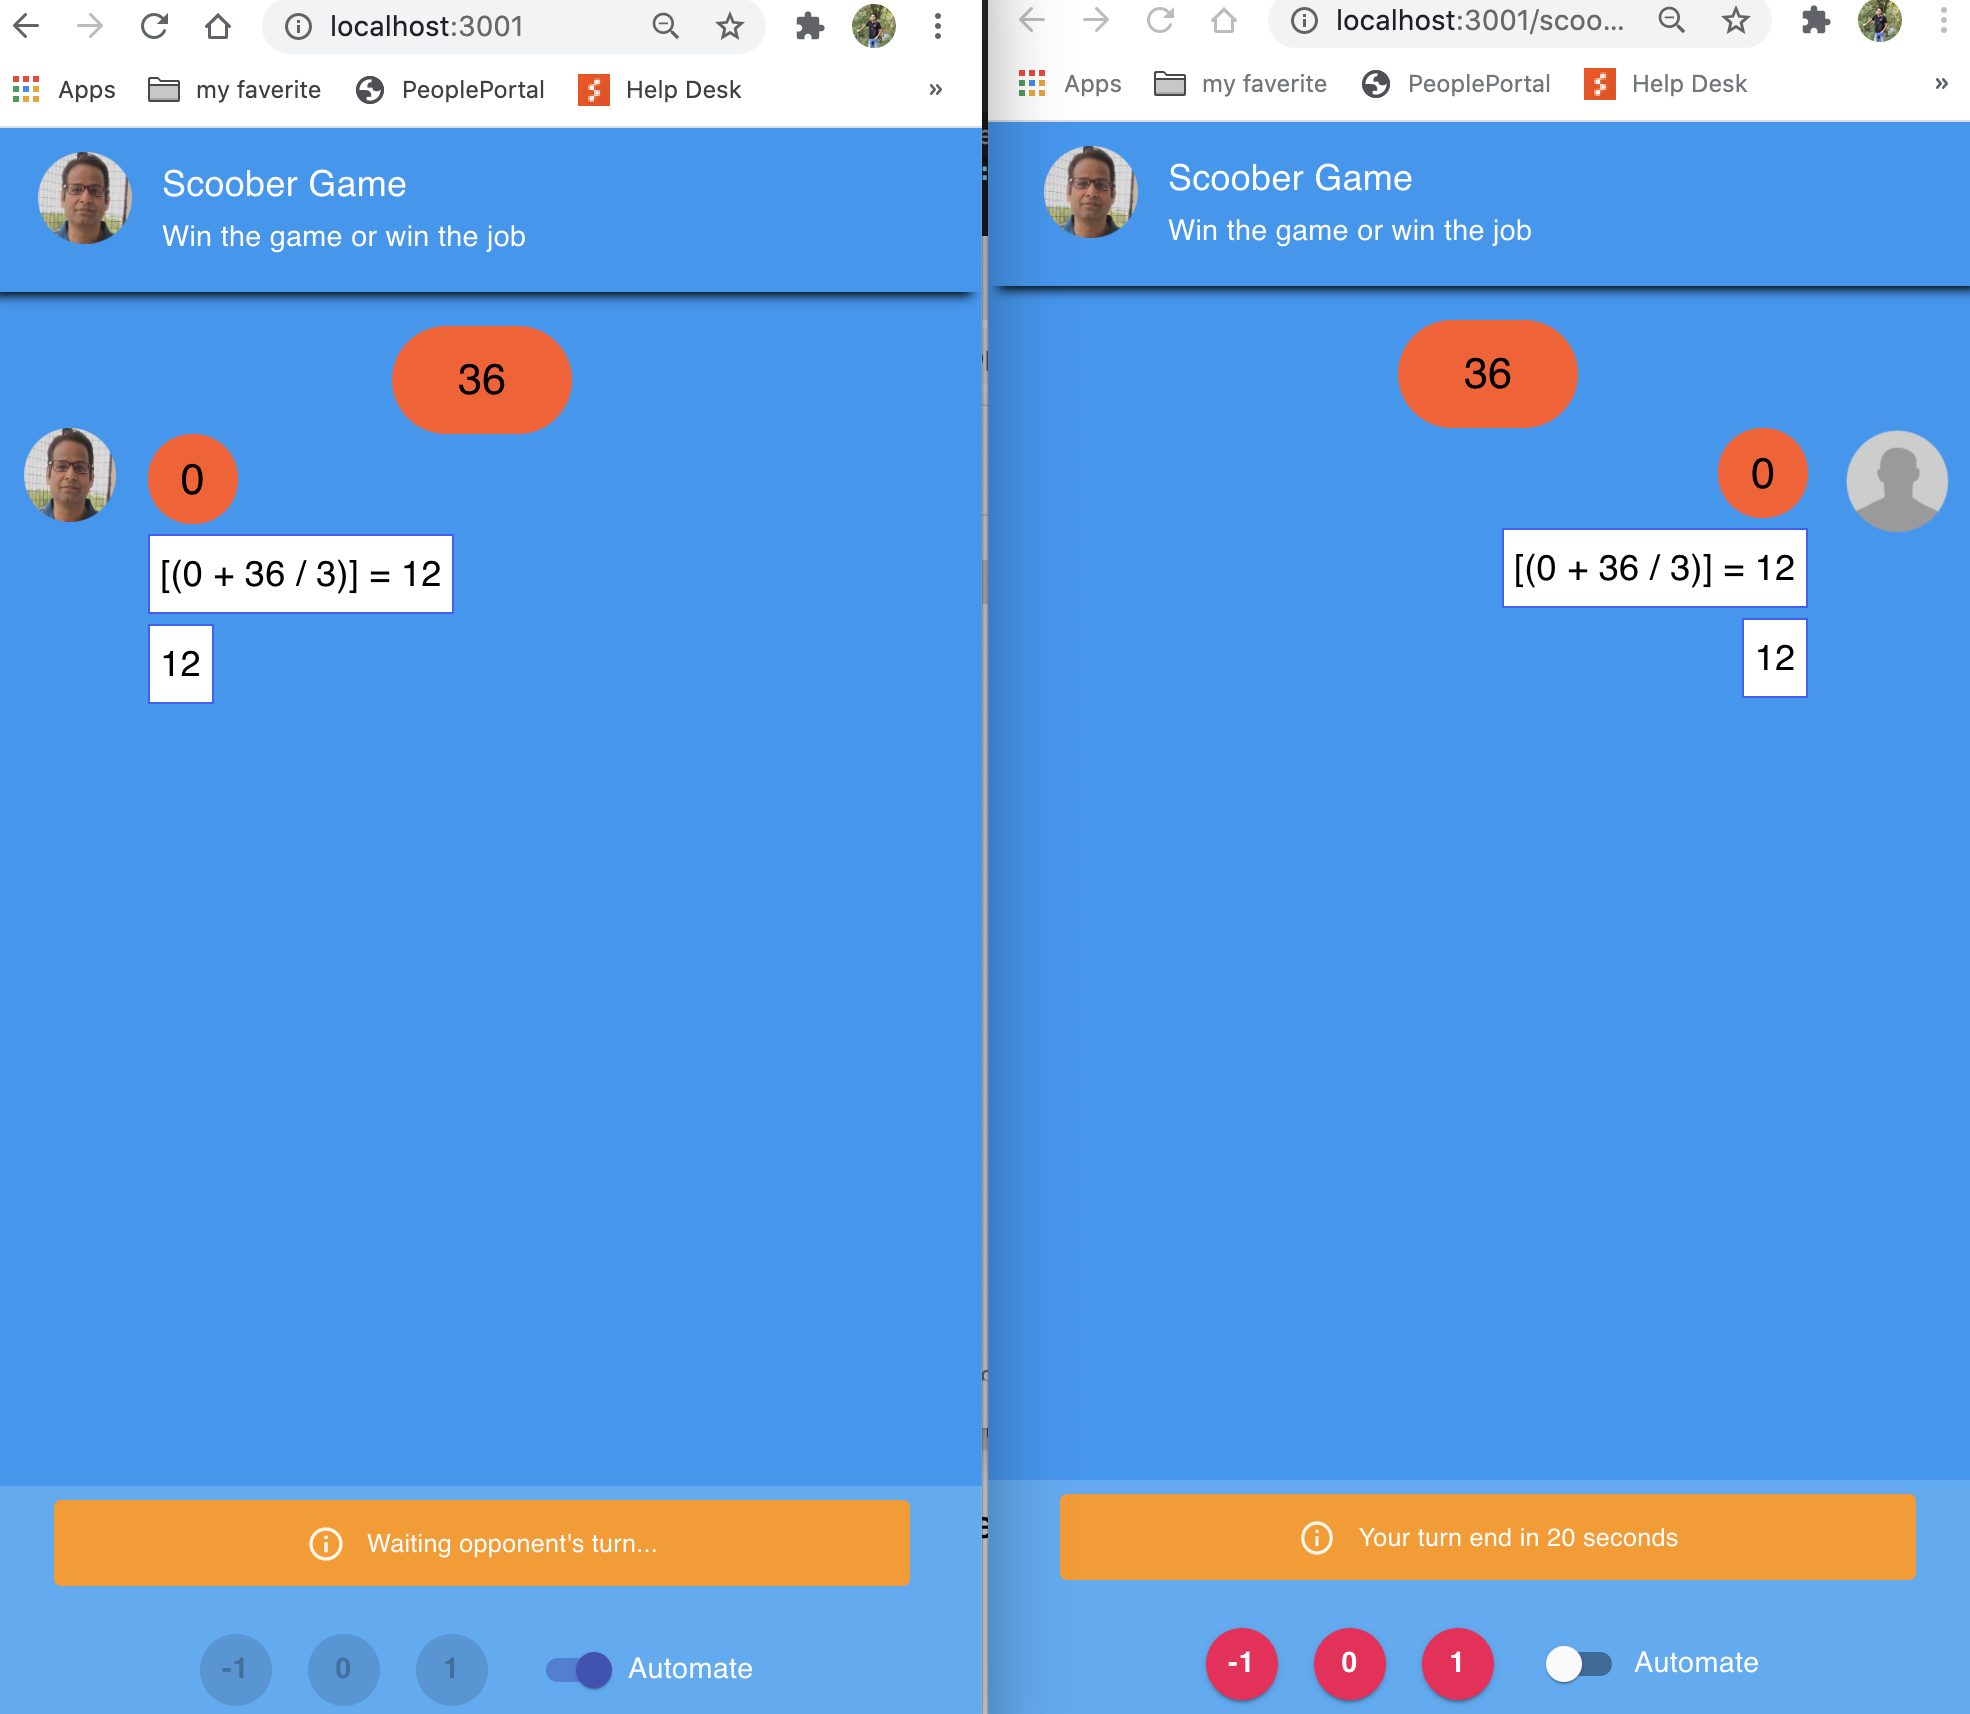 localhost:3001
Apps my faverite PeoplePortal Help Desk »
Scoober Game
Win the game or win the job
36
0
[(0 + 36 / 3)] = 12
12
Waiting opponent's turn...
-1 0 1 Automate
localhost:3001/scoo...
Apps my faverite PeoplePortal Help Desk »
Scoober Game
Win the game or win the job
36
0
[(0 + 36 / 3)] = 12
12
Your turn end in 20 seconds
-1 0 1 Automate